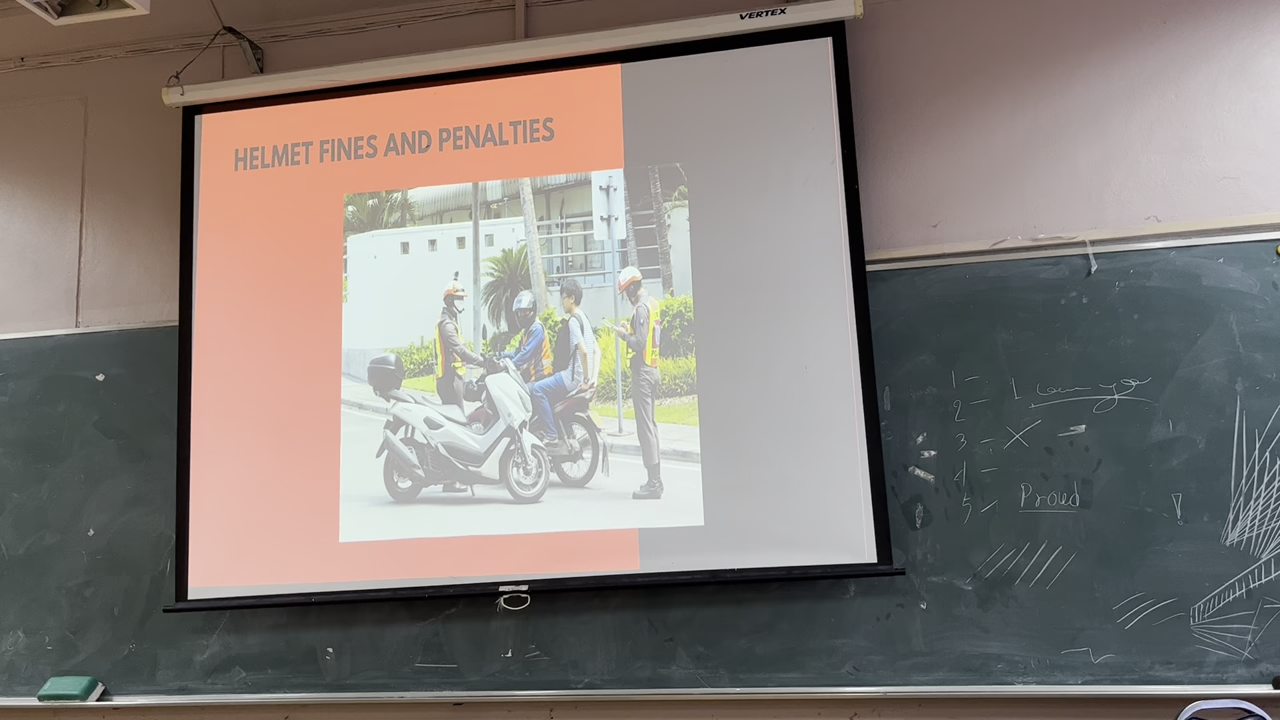 VERTEX
HELMET FINES AND PENALTIES
1 -
2 -
3 - X
4 -
5 - Proud
!